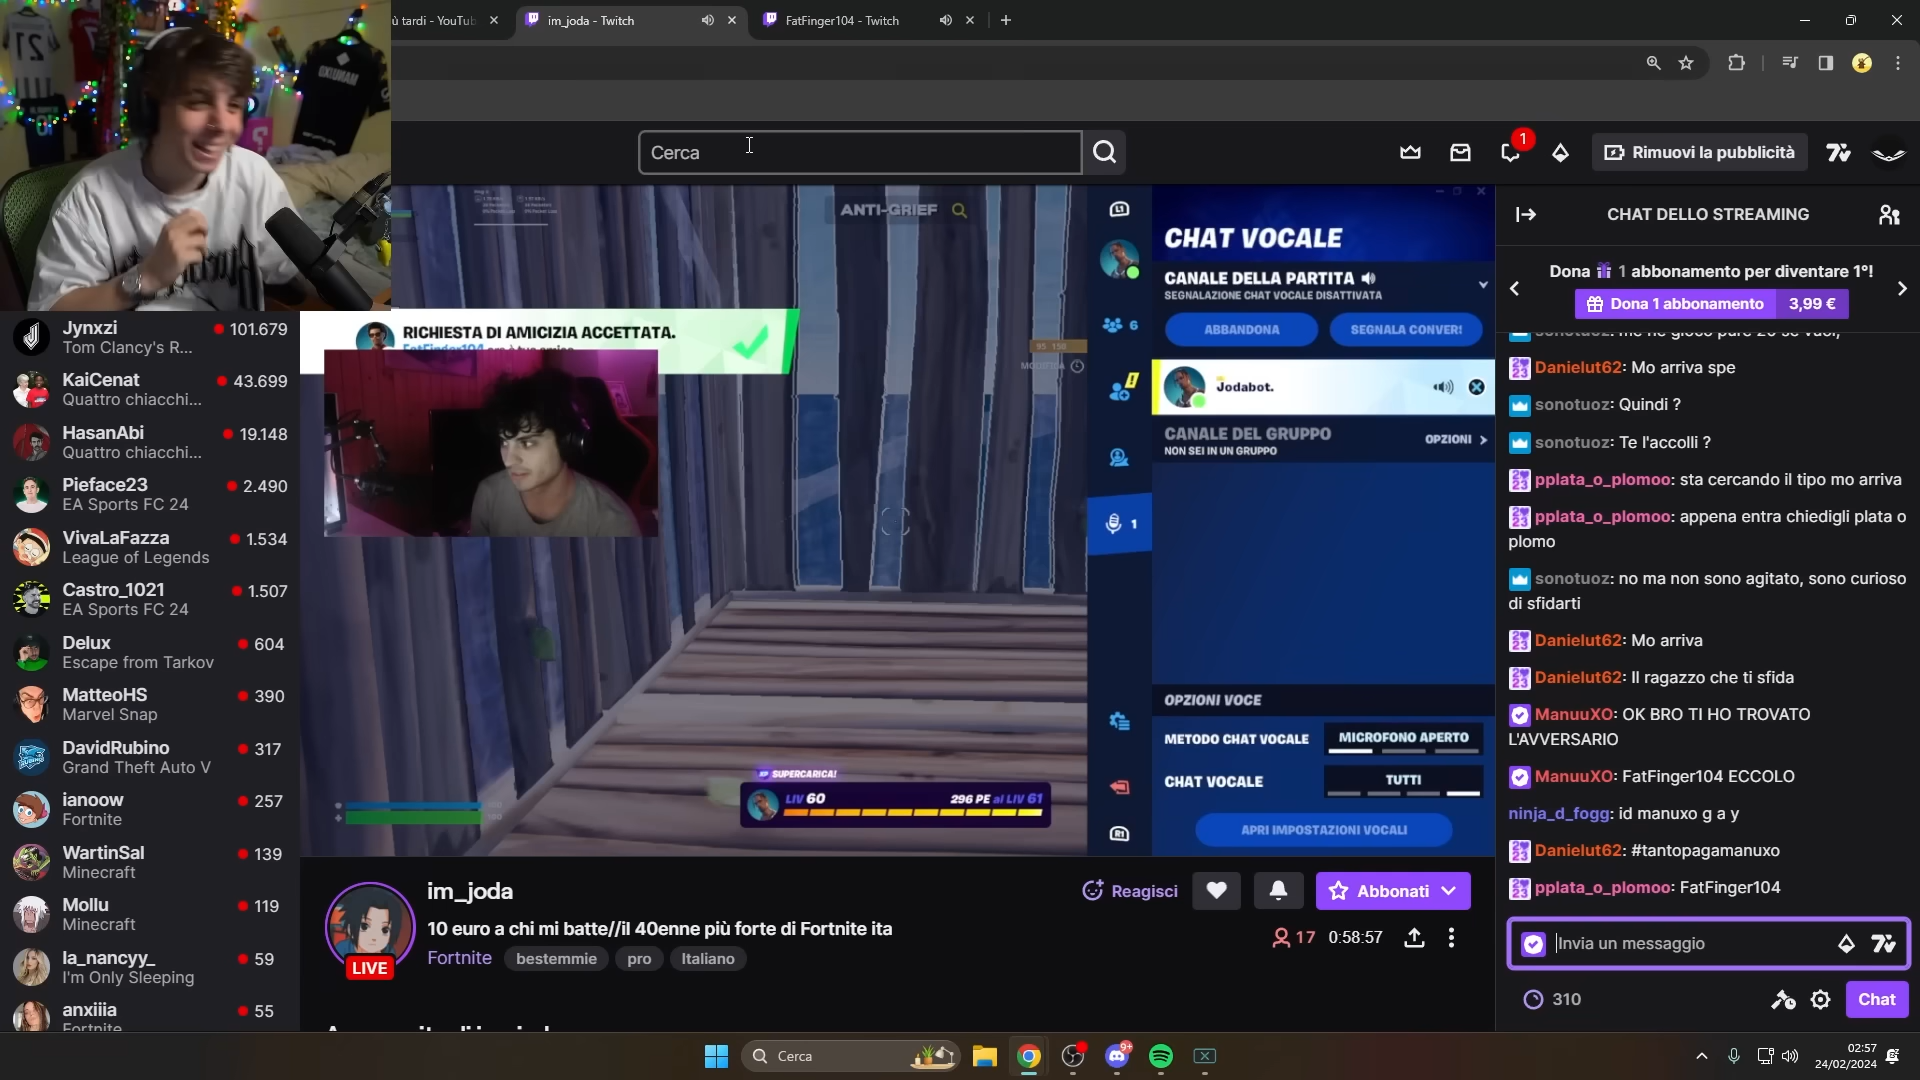 ù tardi - YouTub
im_joda - Twitch
FatFinger104 - Twitch
Cerca
1
Rimuovi la pubblicità
Jynxzi
101.679
Tom Clancy's R...
KaiCenat
43.699
Quattro chiacchi...
HasanAbi
19.148
Quattro chiacchi...
Pieface23
2.490
EA Sports FC 24
VivaLaFazza
1.534
League of Legends
Castro_1021
1.507
EA Sports FC 24
Delux
604
Escape from Tarkov
MatteoHS
390
Marvel Snap
DavidRubino
317
Grand Theft Auto V
ianoow
257
Fortnite
WartinSal
139
Minecraft
Mollu
119
Minecraft
la_nancyy_
59
I'm Only Sleeping
anxiiia
55
Fortnite
ANTI-GRIEF
RICHIESTA DI AMICIZIA ACCETTATA.
MODIFICA
SUPERCARICA!
LIV 60
296 PE al LIV 61
L1
6
1
R1
CHAT VOCALE
CANALE DELLA PARTITA
SEGNALAZIONE CHAT VOCALE DISATTIVATA
ABBANDONA
SEGNALA CONVER!
Jodabot.
CANALE DEL GRUPPO
OPZIONI
NON SEI IN UN GRUPPO
OPZIONI VOCE
METODO CHAT VOCALE
MICROFONO APERTO
CHAT VOCALE
TUTTI
APRI IMPOSTAZIONI VOCALI
im_joda
LIVE
10 euro a chi mi batte//il 40enne più forte di Fortnite ita
Fortnite
bestemmie
pro
Italiano
Reagisci
Abbonati
17
0:58:57
CHAT DELLO STREAMING
Dona 1 abbonamento per diventare 1°!
Dona 1 abbonamento
3,99 €
Danielut62: Mo arriva spe
sonotuoz: Quindi ?
sonotuoz: Te l'accolli ?
pplata_o_plomoo: sta cercando il tipo mo arriva
pplata_o_plomoo: appena entra chiedigli plata o
plomo
sonotuoz: no ma non sono agitato, sono curioso
di sfidarti
Danielut62: Mo arriva
Danielut62: Il ragazzo che ti sfida
ManuuXO: OK BRO TI HO TROVATO
L'AVVERSARIO
ManuuXO: FatFinger104 ECCOLO
ninja_d_fogg: id manuxo g a y
Danielut62: #tantopagamanuxo
pplata_o_plomoo: FatFinger104
Invia un messaggio
310
Chat
Cerca
9+
02:57
24/02/2024